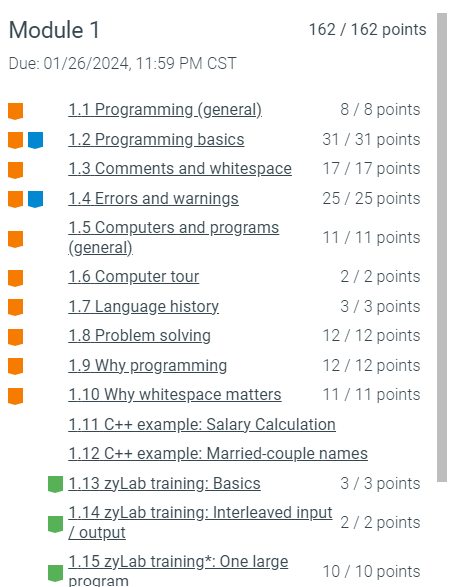 Module 1
162 / 162 points
Due: 01/26/2024, 11:59 PM CST
1.1 Programming (general) 8 / 8 points
1.2 Programming basics 31 / 31 points
1.3 Comments and whitespace 17 / 17 points
1.4 Errors and warnings 25 / 25 points
1.5 Computers and programs
(general) 11 / 11 points
1.6 Computer tour 2 / 2 points
1.7 Language history 3 / 3 points
1.8 Problem solving 12 / 12 points
1.9 Why programming 12 / 12 points
1.10 Why whitespace matters 11 / 11 points
1.11 C++ example: Salary Calculation
1.12 C++ example: Married-couple names
1.13 zyLab training: Basics 3 / 3 points
1.14 zyLab training: Interleaved input
/ output 2 / 2 points
1.15 zyLab training*: One large
program 10 / 10 points